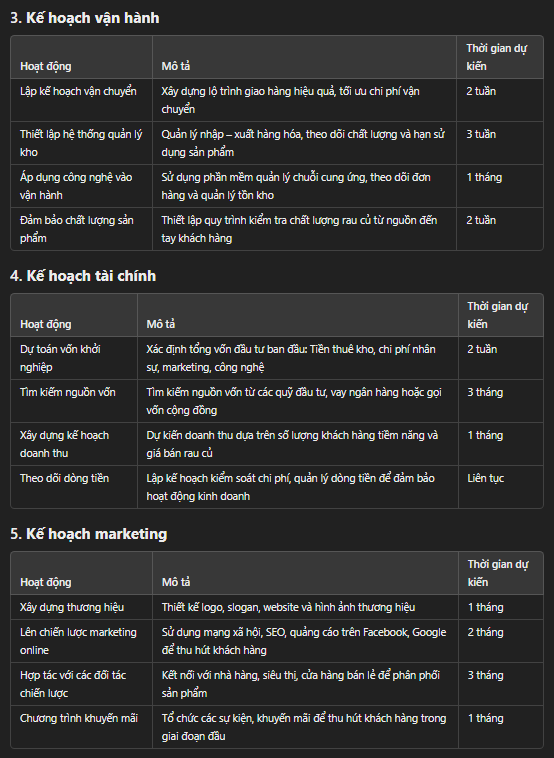 3. Kế hoạch vận hành
Thời gian dự
Hoạt động Mô tả kiến
Lập kế hoạch vận chuyển Xây dựng lộ trình giao hàng hiệu quả, tối ưu chi phí vận 2 tuần
chuyển
Thiết lập hệ thống quản lý Quản lý nhập – xuất hàng hóa, theo dõi chất lượng và hạn sử 3 tuần
kho dụng sản phẩm
Áp dụng công nghệ vào Sử dụng phần mềm quản lý chuỗi cung ứng, theo dõi đơn 1 tháng
vận hành hàng và quản lý tồn kho
Đảm bảo chất lượng sản Thiết lập quy trình kiểm tra chất lượng rau củ từ nguồn đến 2 tuần
phẩm tay khách hàng
4. Kế hoạch tài chính
Thời gian dự
Hoạt động Mô tả kiến
Dự toán vốn khởi Xác định tổng vốn đầu tư ban đầu: Tiền thuê kho, chi phí nhân 2 tuần
nghiệp sự, marketing, công nghệ
Tìm kiếm nguồn vốn Tìm kiếm nguồn vốn từ các quỹ đầu tư, vay ngân hàng hoặc gọi 3 tháng
vốn cộng đồng
Xây dựng kế hoạch Dự kiến doanh thu dựa trên số lượng khách hàng tiềm năng và 1 tháng
doanh thu giá bán rau củ
Theo dõi dòng tiền Lập kế hoạch kiểm soát chi phí, quản lý dòng tiền để đảm bảo Liên tục
hoạt động kinh doanh
5. Kế hoạch marketing
Thời gian dự
Hoạt động Mô tả kiến
Xây dựng thương hiệu Thiết kế logo, slogan, website và hình ảnh thương hiệu 1 tháng
Lên chiến lược marketing Sử dụng mạng xã hội, SEO, quảng cáo trên Facebook, Google 2 tháng
online để thu hút khách hàng
Hợp tác với các đối tác Kết nối với nhà hàng, siêu thị, cửa hàng bán lẻ để phân phối 3 tháng
chiến lược sản phẩm
Chương trình khuyến mãi Tổ chức các sự kiện, khuyến mãi để thu hút khách hàng trong 1 tháng
giai đoạn đầu